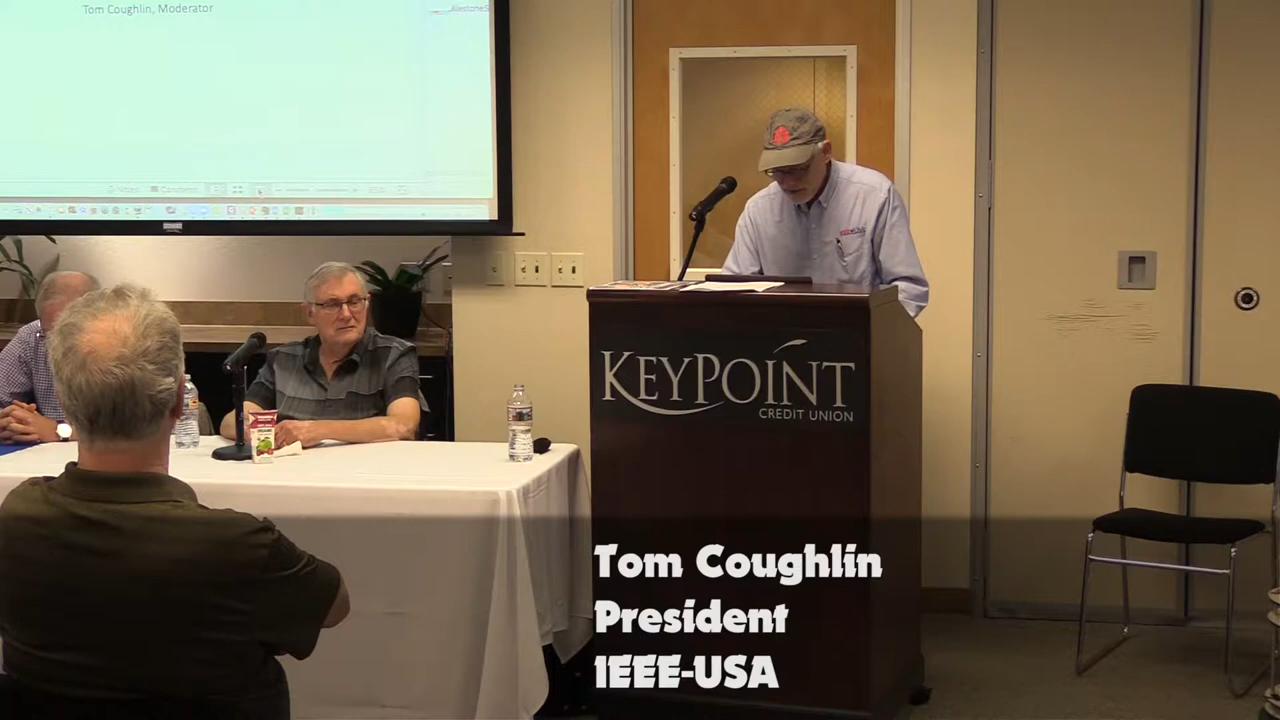 Tom Coughlin, Moderator
KEYPOINT
CREDIT UNION
Tom Coughlin
President
IEEE-USA